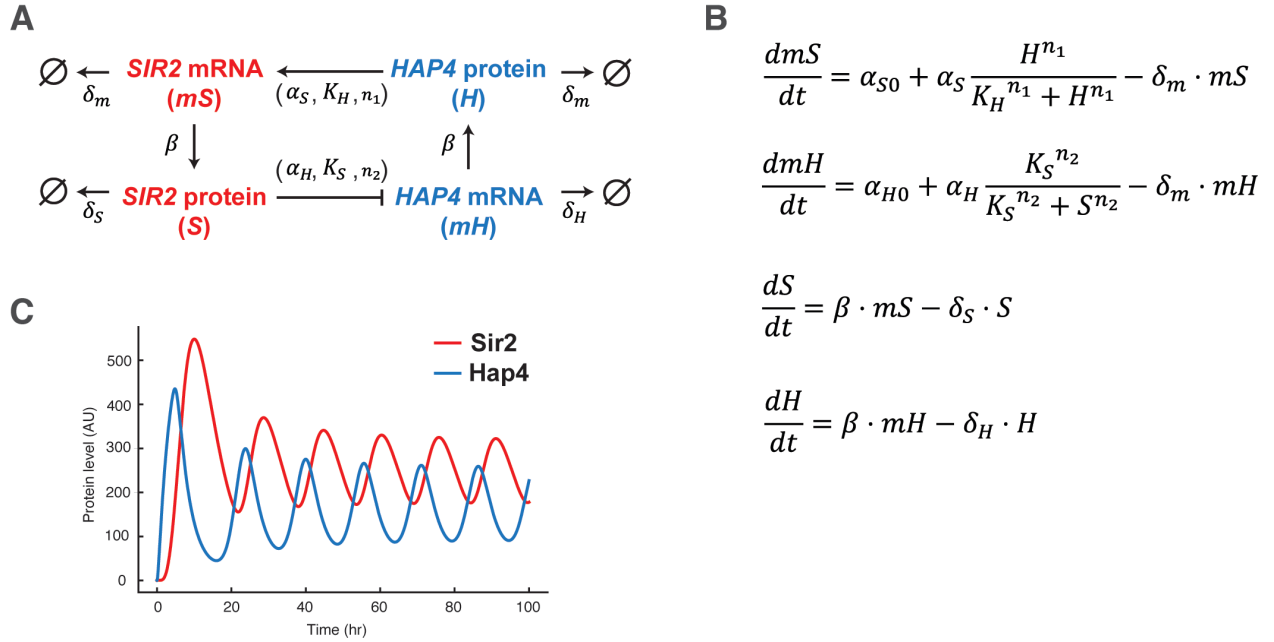 A
∅ δₘ SIR2 mRNA (αS, KH, n₁) HAP4 protein δₘ ∅
(mS) (H)
β β
(αH, KS, n₂)
∅ δS SIR2 protein HAP4 mRNA δH ∅
(S) (mH)
B
dmS/dt = αS0 + αS H^n₁/(KH^n₁ + H^n₁) − δₘ · mS
dmH/dt = αH0 + αH KS^n₂/(KS^n₂ + S^n₂) − δₘ · mH
dS/dt = β · mS − δS · S
dH/dt = β · mH − δH · H
C
Sir2
Hap4
Protein level (AU)
500
400
300
200
100
0
0 20 40 60 80 100
Time (hr)